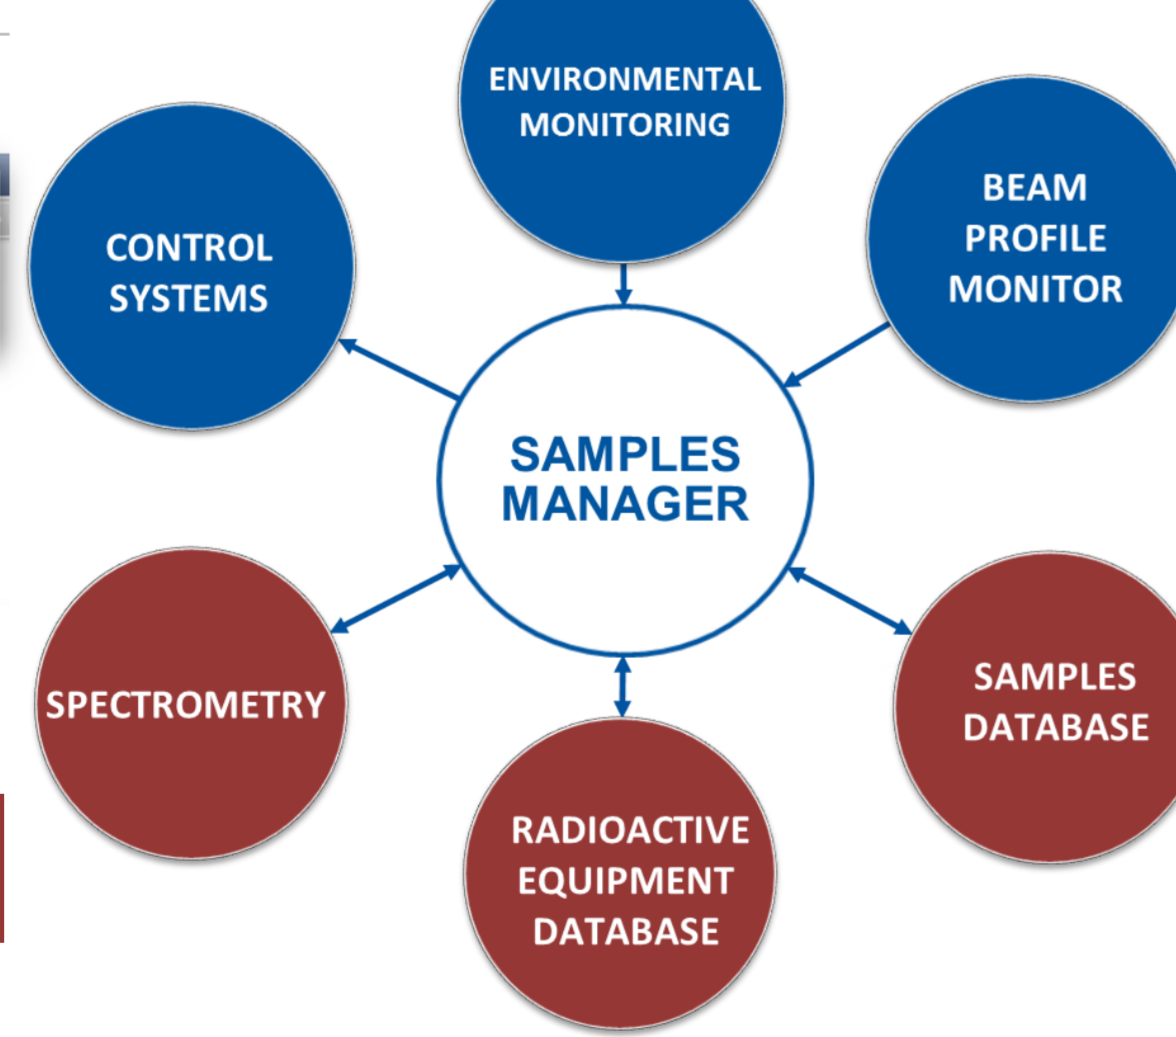 ENVIRONMENTAL
MONITORING
BEAM
PROFILE
MONITOR
CONTROL
SYSTEMS
SAMPLES
MANAGER
SPECTROMETRY
SAMPLES
DATABASE
RADIOACTIVE
EQUIPMENT
DATABASE